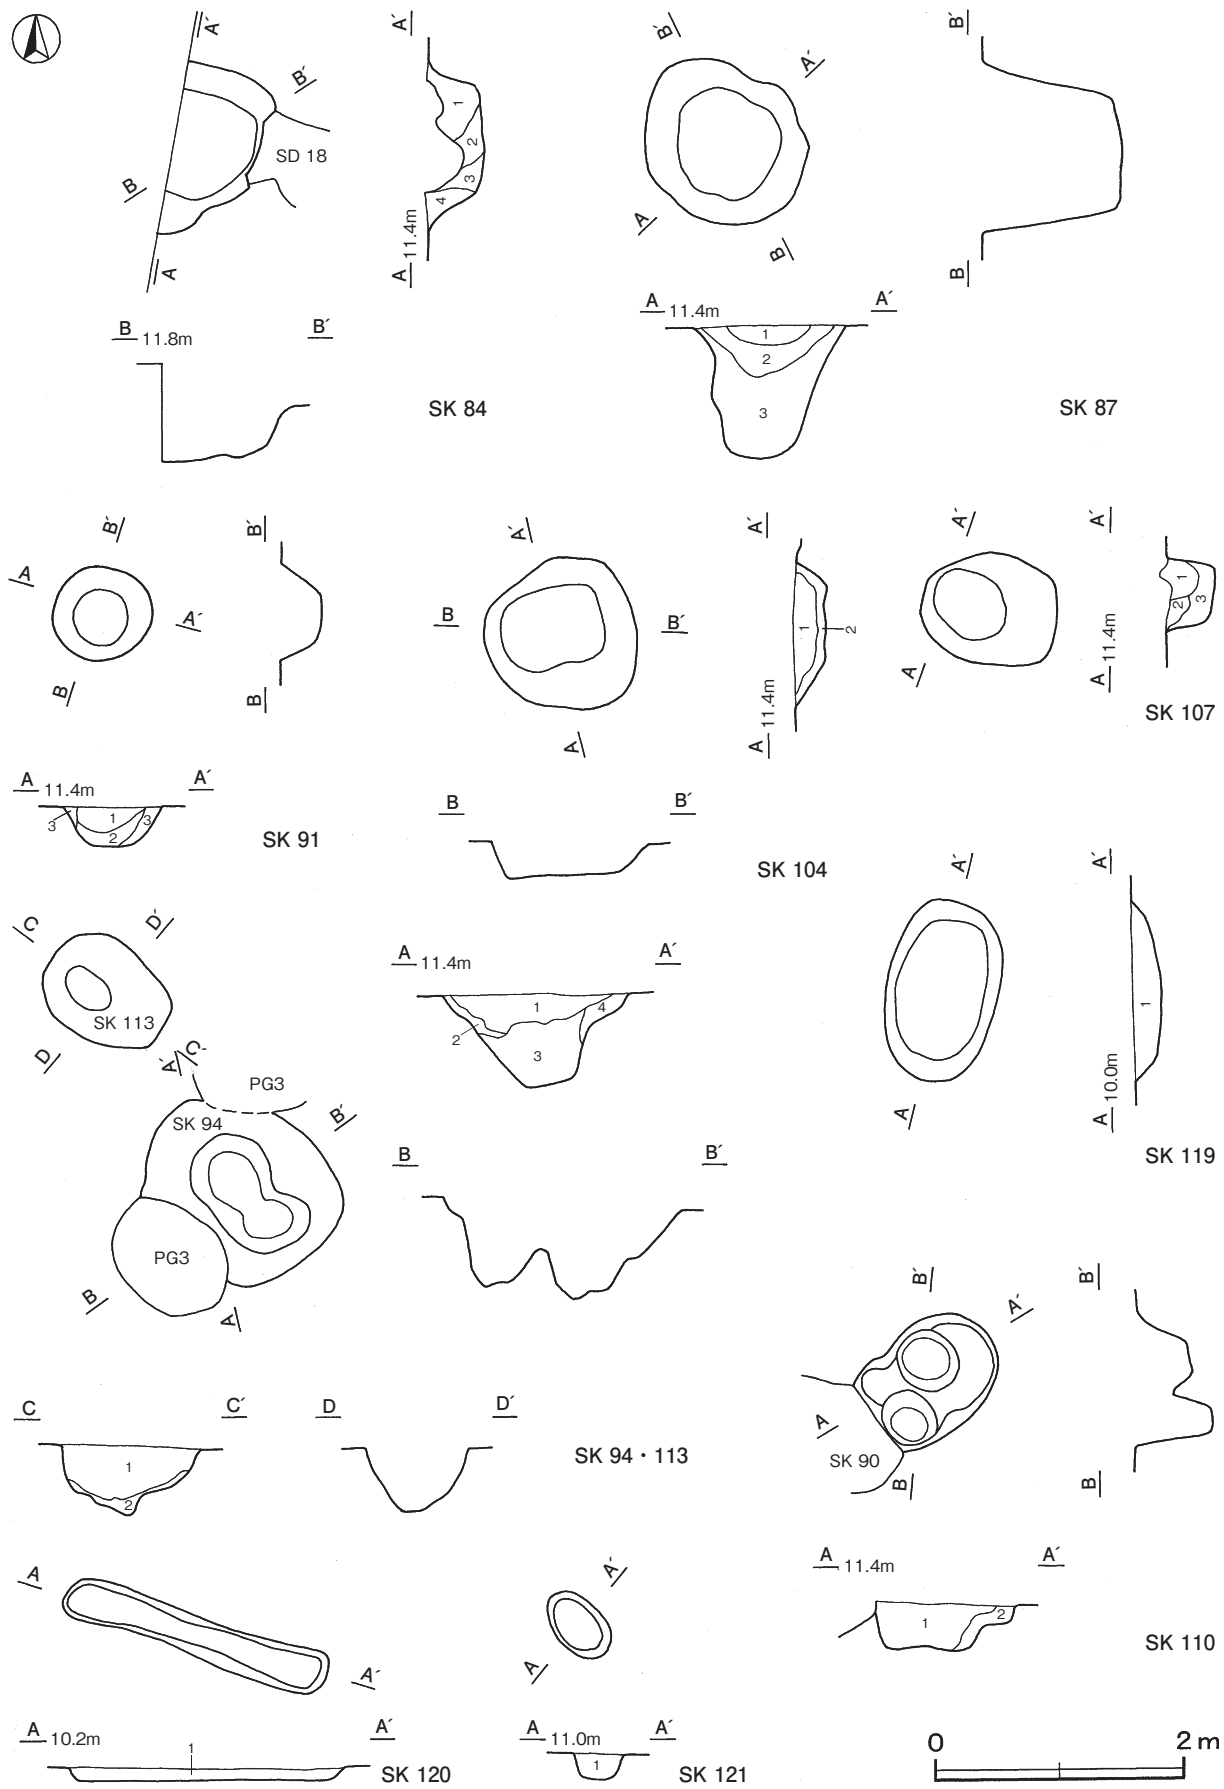 A´
B´
SD 18
B
A
A´
1
2
3
4
A 11.4m
B 11.8m
B´
SK 84
B´
A´
A
B
B´
B
A 11.4m
A´
1
2
3
SK 87
B´
A
A´
B
B´
B
A 11.4m
A´
1
2
3
3
SK 91
A´
B
B´
A
A´
1
2
A 11.4m
B
B´
SK 104
A´
A
A´
1
2
3
A 11.4m
SK 107
C
D´
SK 113
D
A´
C´
PG3
SK 94
B´
PG3
B
A
A 11.4m
A´
1
2
3
4
B
B´
C
C´
1
2
D
D´
SK 94・113
A´
A
A´
1
A 10.0m
SK 119
B´
A´
A
SK 90
B
B´
B
A 11.4m
A´
1
2
SK 110
A
A´
A 10.2m
1
A´
SK 120
A´
A
A 11.0m
A´
1
SK 121
0
2 m